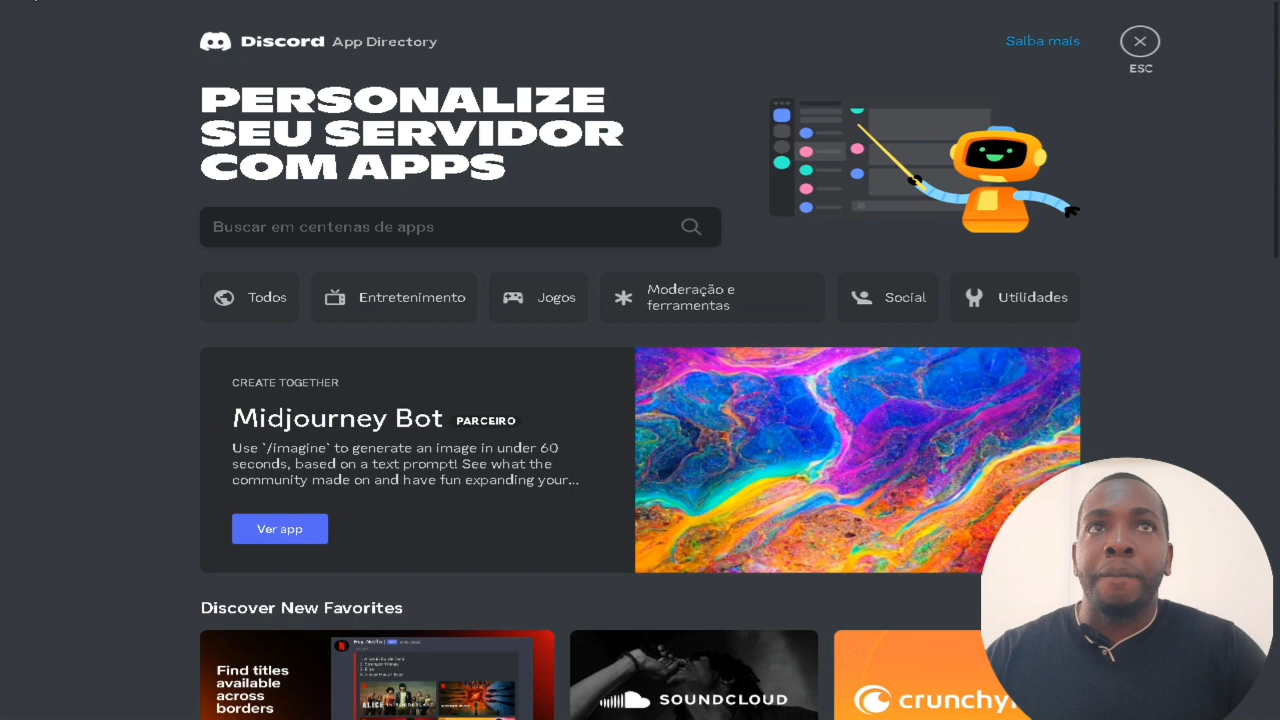 Discord App Directory
Saiba mais
ESC
PERSONALIZE
SEU SERVIDOR
COM APPS
Buscar em centenas de apps
Todos
Entretenimento
Jogos
Moderação e
ferramentas
Social
Utilidades
CREATE TOGETHER
Midjourney Bot PARCEIRO
Use `/imagine` to generate an image in under 60
seconds, based on a text prompt! See what the
community made on and have fun expanding your...
Ver app
Discover New Favorites
Find titles
available
across
borders
ALICE IN BORDERLAND
SOUNDCLOUD